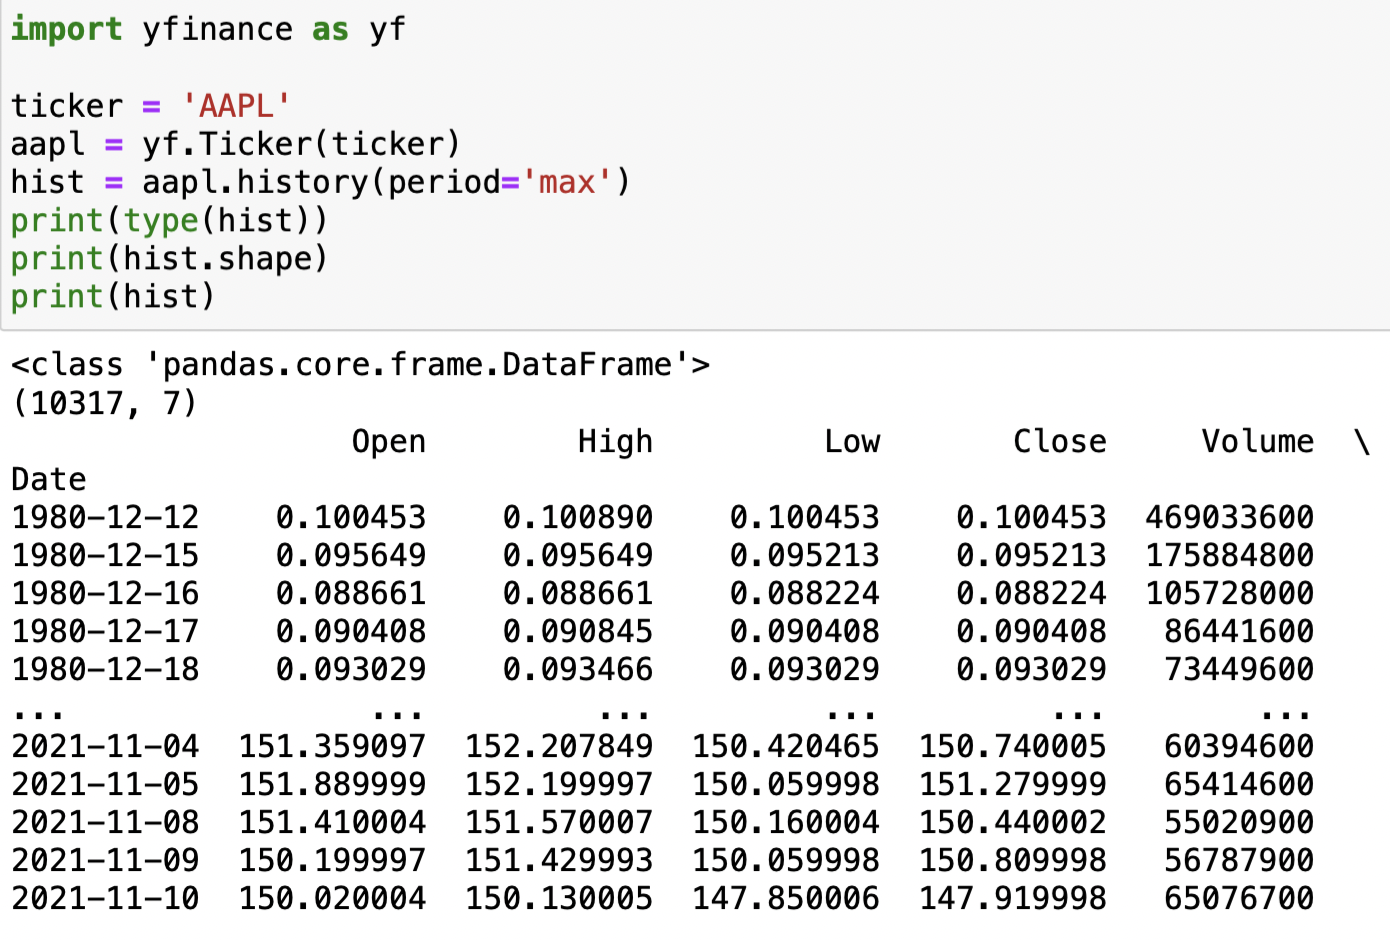 import yfinance as yf
ticker = 'AAPL'
aapl = yf.Ticker(ticker)
hist = aapl.history(period='max')
print(type(hist))
print(hist.shape)
print(hist)
<class 'pandas.core.frame.DataFrame'>
(10317, 7)
Open High Low Close Volume \
Date
1980-12-12 0.100453 0.100890 0.100453 0.100453 469033600
1980-12-15 0.095649 0.095649 0.095213 0.095213 175884800
1980-12-16 0.088661 0.088661 0.088224 0.088224 105728000
1980-12-17 0.090408 0.090845 0.090408 0.090408 86441600
1980-12-18 0.093029 0.093466 0.093029 0.093029 73449600
... ... ... ... ... ...
2021-11-04 151.359097 152.207849 150.420465 150.740005 60394600
2021-11-05 151.889999 152.199997 150.059998 151.279999 65414600
2021-11-08 151.410004 151.570007 150.160004 150.440002 55020900
2021-11-09 150.199997 151.429993 150.059998 150.809998 56787900
2021-11-10 150.020004 150.130005 147.850006 147.919998 65076700